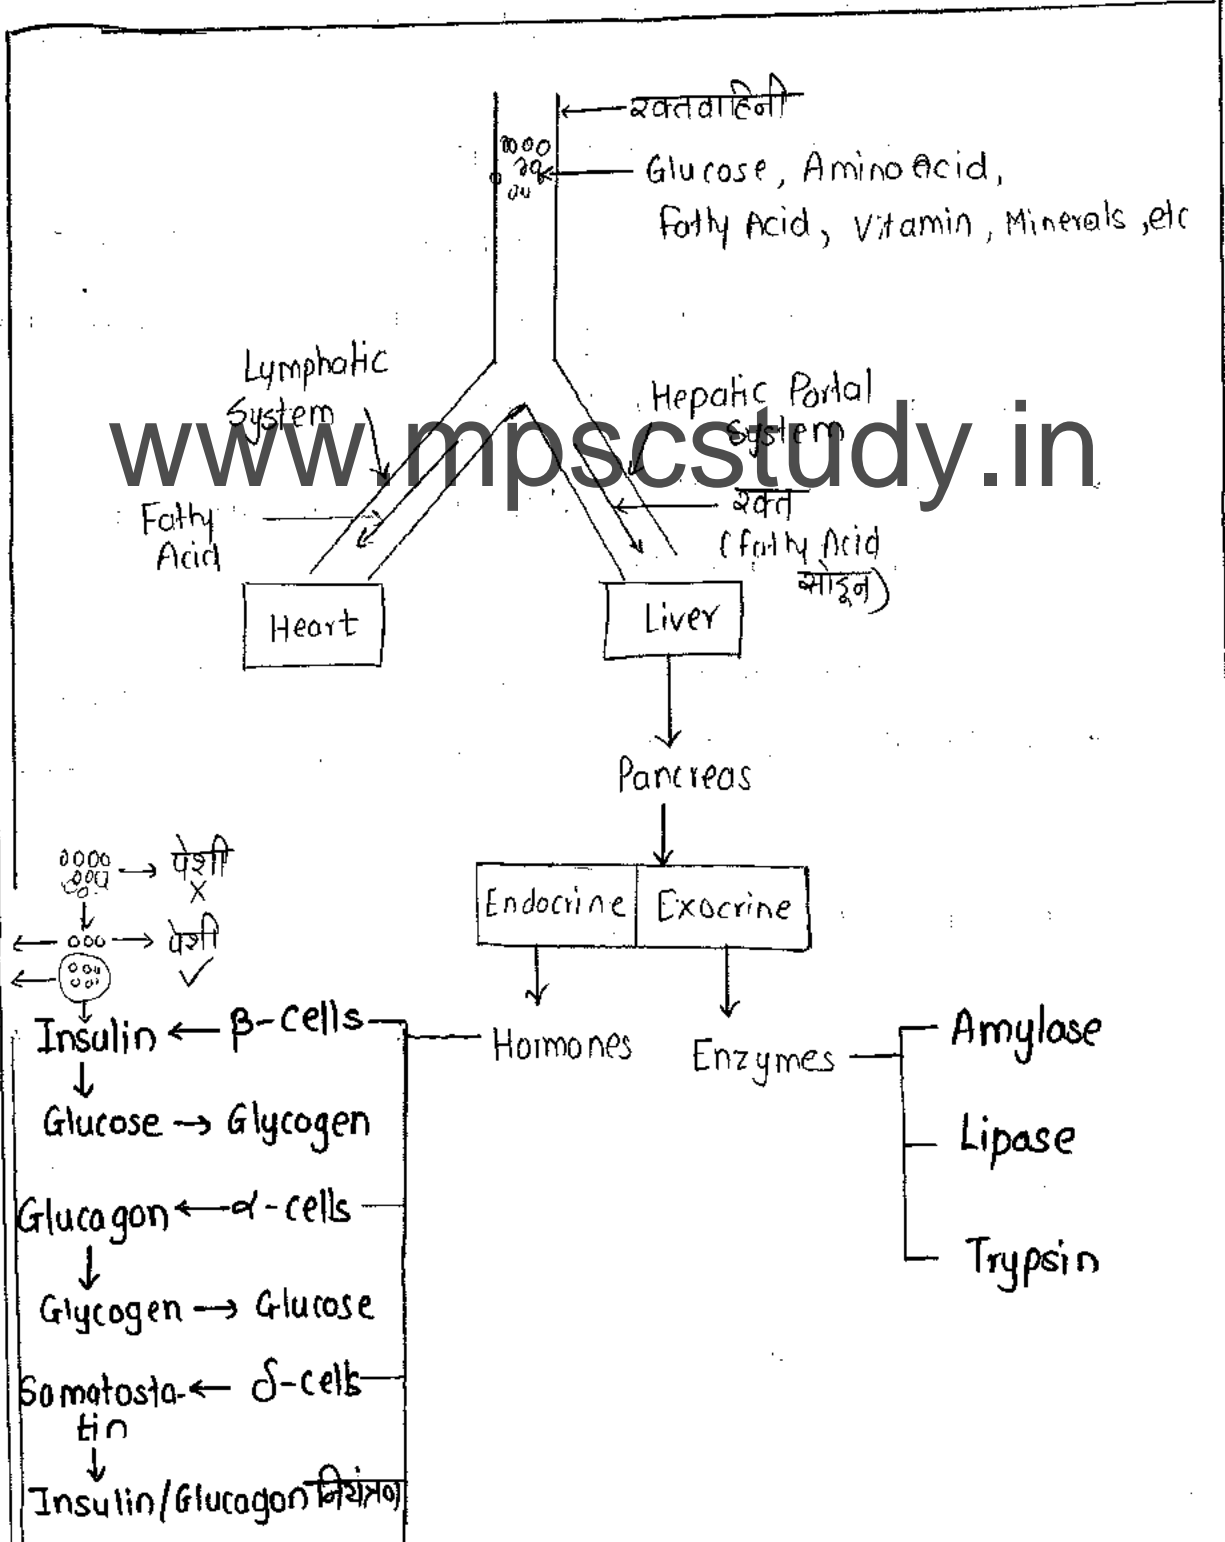 रक्तवाहिनी
Glucose, Amino Acid,
Fatty Acid, Vitamin, Minerals, etc
Lymphatic
System
Hepatic Portal
System
www.mpscstudy.in
Fatty
Acid
रक्त
(Fatty Acid
सोडून)
Heart
Liver
Pancreas
पेशी
X
Endocrine
Exocrine
पेशी
✓
Insulin ← β-cells
Hormones
Enzymes
Amylase
Glucose → Glycogen
Lipase
Glucagon ← α-cells
Trypsin
Glycogen → Glucose
Somatosta- ← δ-cells
tin
Insulin/Glucagon नियंत्रण